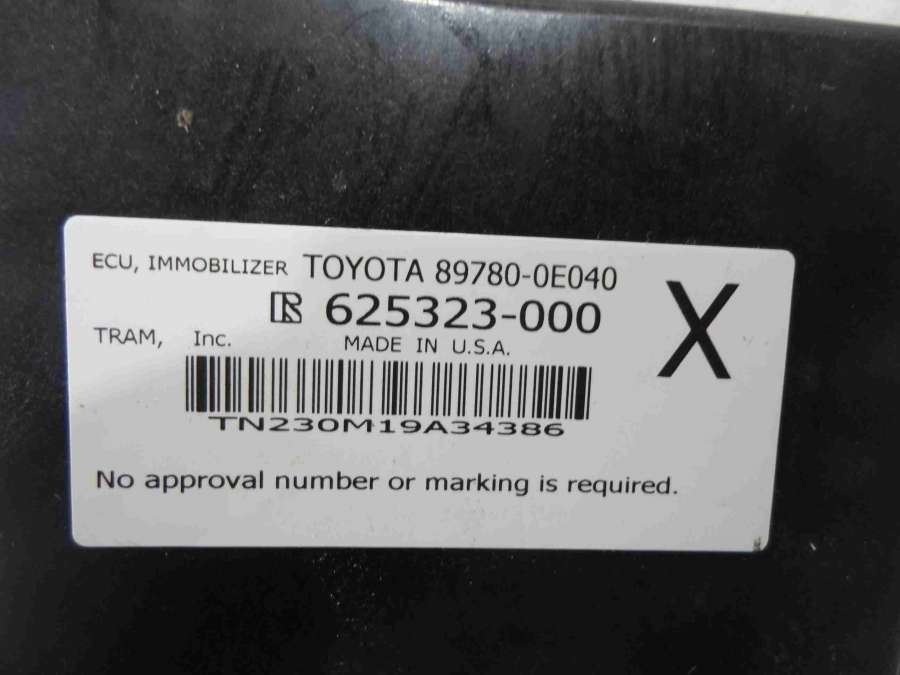 ECU, IMMOBILIZER TOYOTA 89780-0E040
625323-000
X
TRAM, Inc.
MADE IN U.S.A.
TN230M19A34386
No approval number or marking is required.